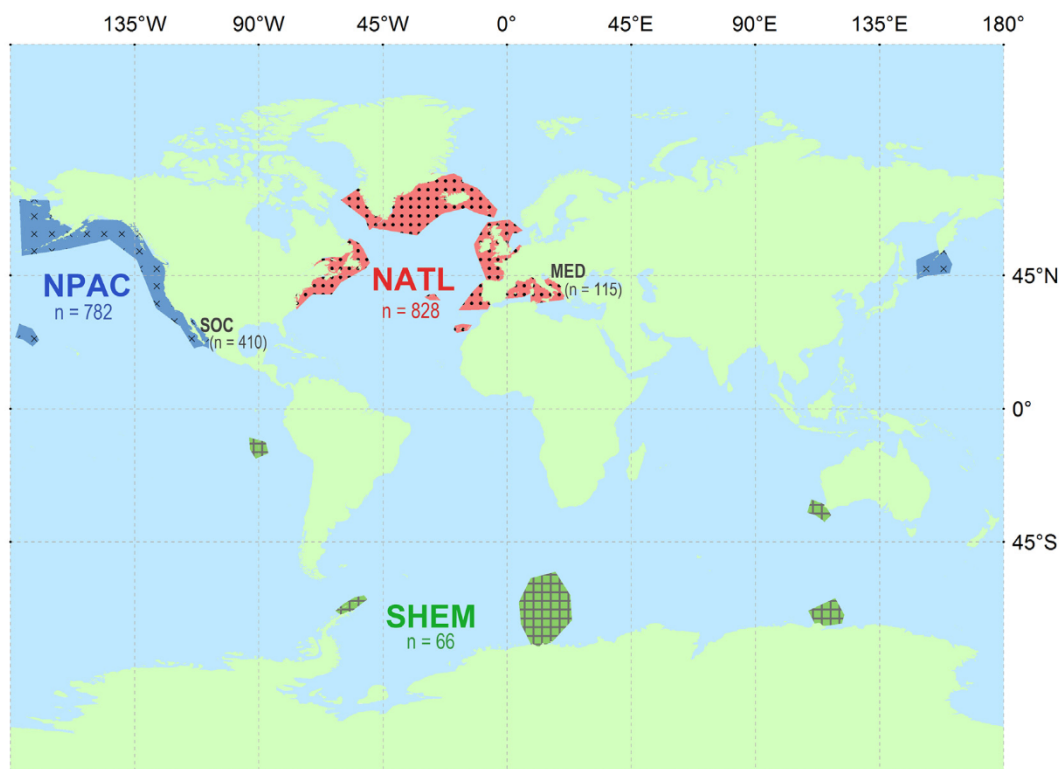 135°W 90°W 45°W 0° 45°E 90°E 135°E 180°
45°N
MED
(n = 115)
NPAC
n = 782
NATL
n = 828
SOC
(n = 410)
0°
45°S
SHEM
n = 66